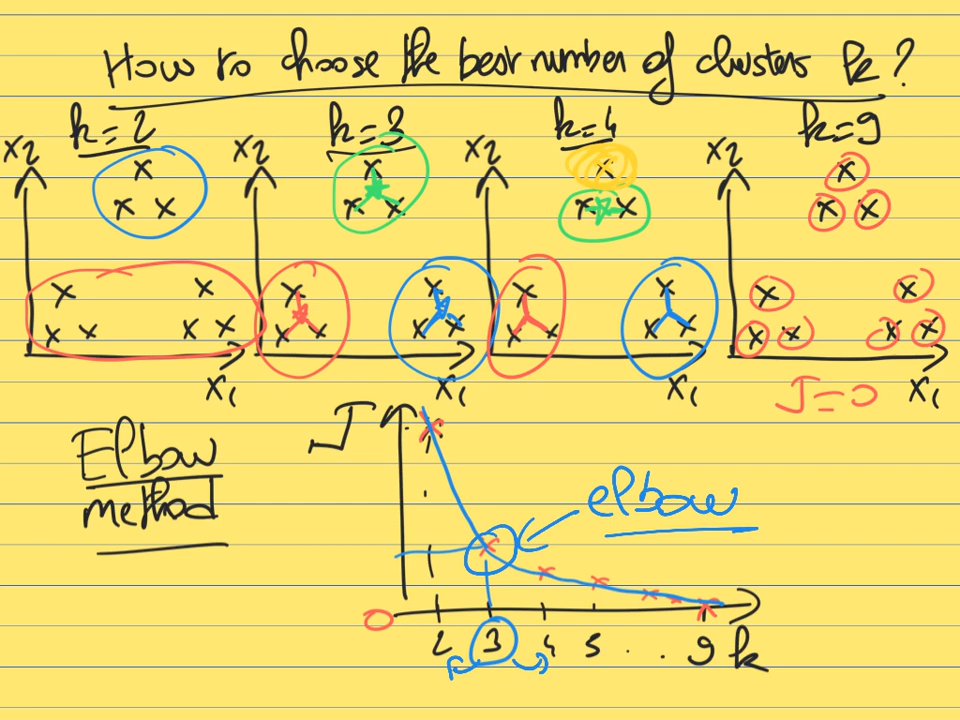 How to choose the best number of clusters k?
k=2 k=3 k=4 k=9
x2 x2 x2 x2
x1 x1 x1 J=0 x1
Elbow
method
J
elbow
0
2 3 4 5 . . 9 k